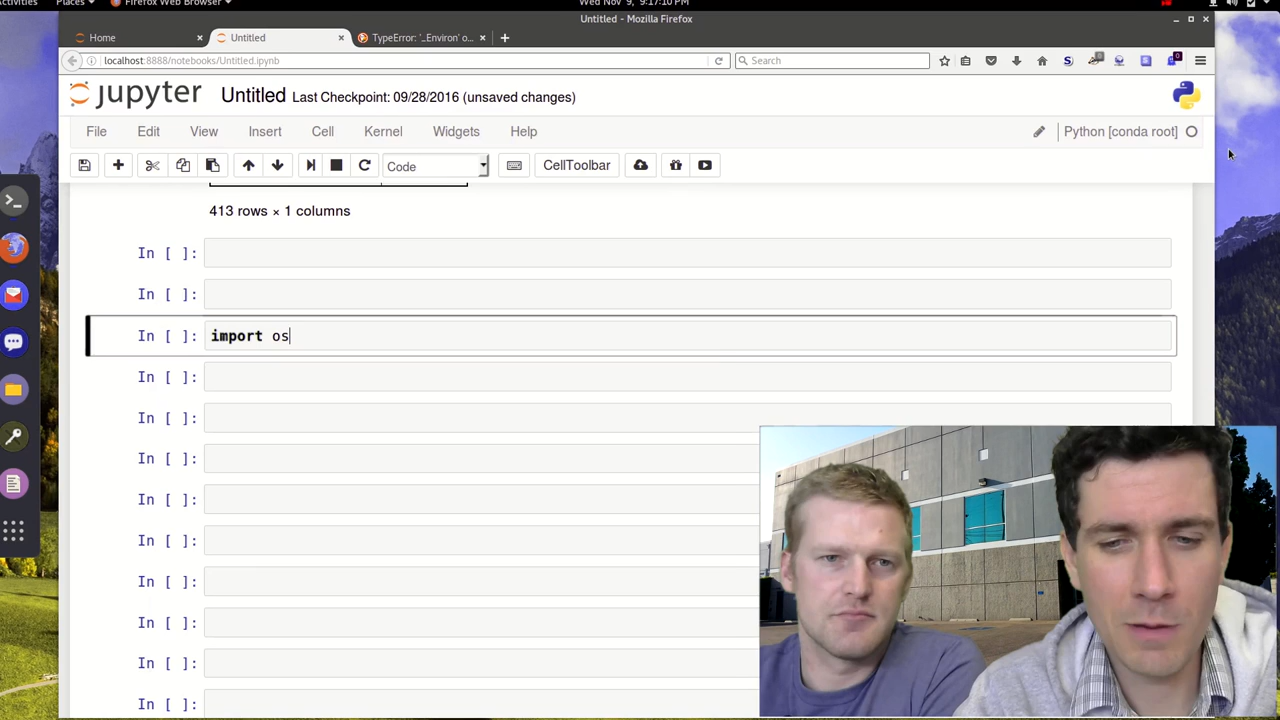 Activities Places Firefox Web Browser Wed Nov 9, 9:17:10 PM
Untitled - Mozilla Firefox
Home × Untitled × TypeError: '_Environ' o... × +
localhost:8888/notebooks/Untitled.ipynb Search
jupyter Untitled Last Checkpoint: 09/28/2016 (unsaved changes)
File Edit View Insert Cell Kernel Widgets Help Python [conda root]
Code CellToolbar
413 rows × 1 columns
In [ ]:
In [ ]:
In [ ]: import os
In [ ]:
In [ ]:
In [ ]:
In [ ]:
In [ ]:
In [ ]:
In [ ]:
In [ ]:
In [ ]: